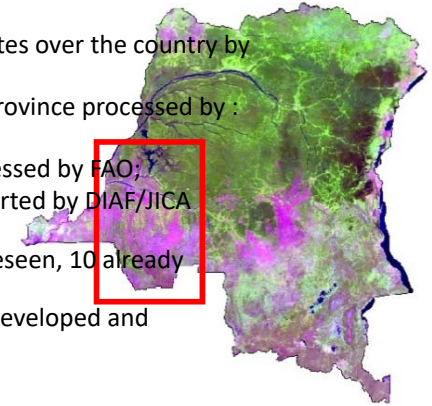 tes over the country by
rovince processed by :
essed by FAO;
rted by DIAF/JICA
eseen, 10 already
eveloped and